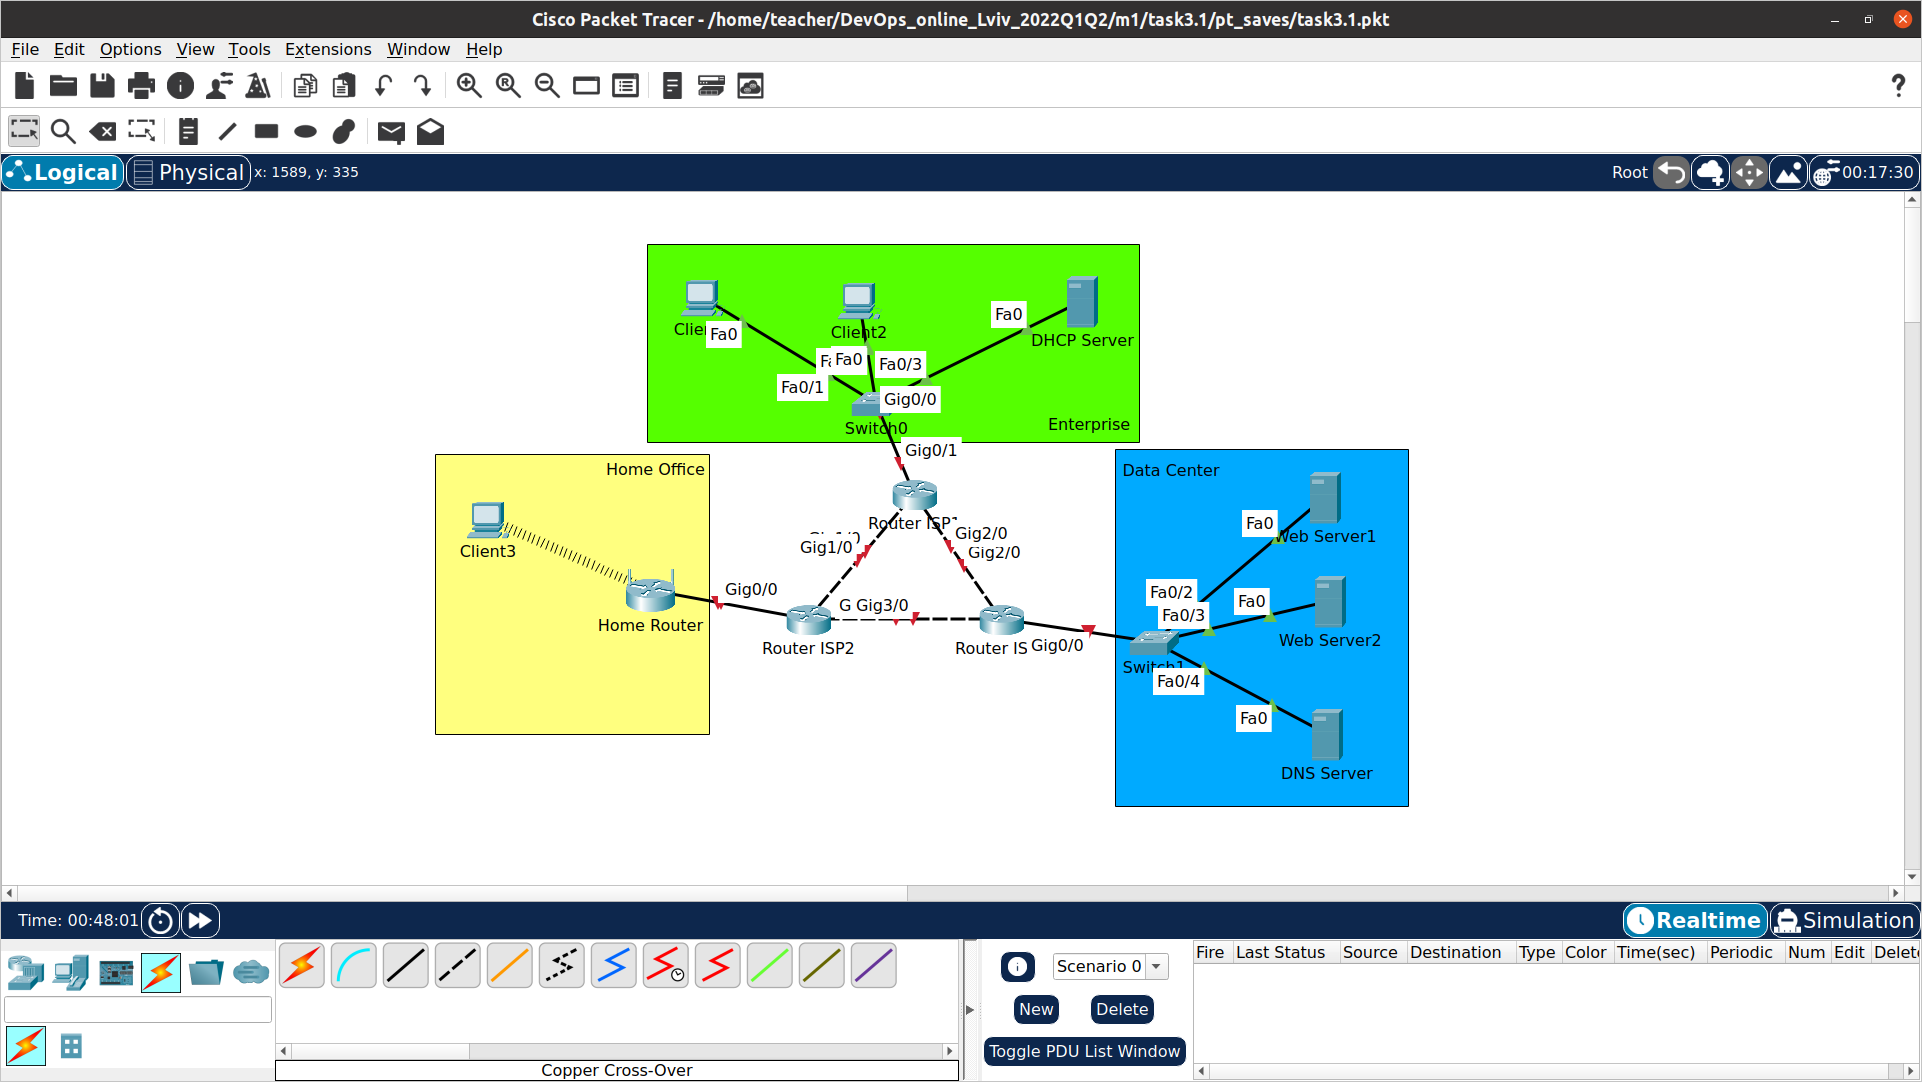 Cisco Packet Tracer - /home/teacher/DevOps_online_Lviv_2022Q1Q2/m1/task3.1/pt_saves/task3.1.pkt
File Edit Options View Tools Extensions Window Help
Logical Physical x: 1589, y: 335 Root 00:17:30
Fa0
Client2
Fa0
DHCP Server
Fa0
Fa0/3
Fa0/1
Gig0/0
Switch0
Enterprise
Gig0/1
Home Office
Data Center
Client3
Router ISP1
Gig2/0
Gig1/0
Gig2/0
Fa0
Web Server1
Gig0/0
Fa0/2
Fa0
Home Router
G Gig3/0
Fa0/3
Router ISP2
Router IS
Gig0/0
Web Server2
Switch1
Fa0/4
Fa0
DNS Server
Time: 00:48:01 Realtime Simulation
Fire Last Status Source Destination Type Color Time(sec) Periodic Num Edit
Scenario 0
New Delete
Toggle PDU List Window
Copper Cross-Over